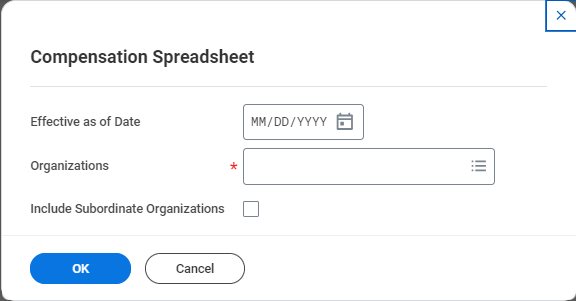 Compensation Spreadsheet
Effective as of Date MM/DD/YYYY
Organizations *
Include Subordinate Organizations
OK Cancel